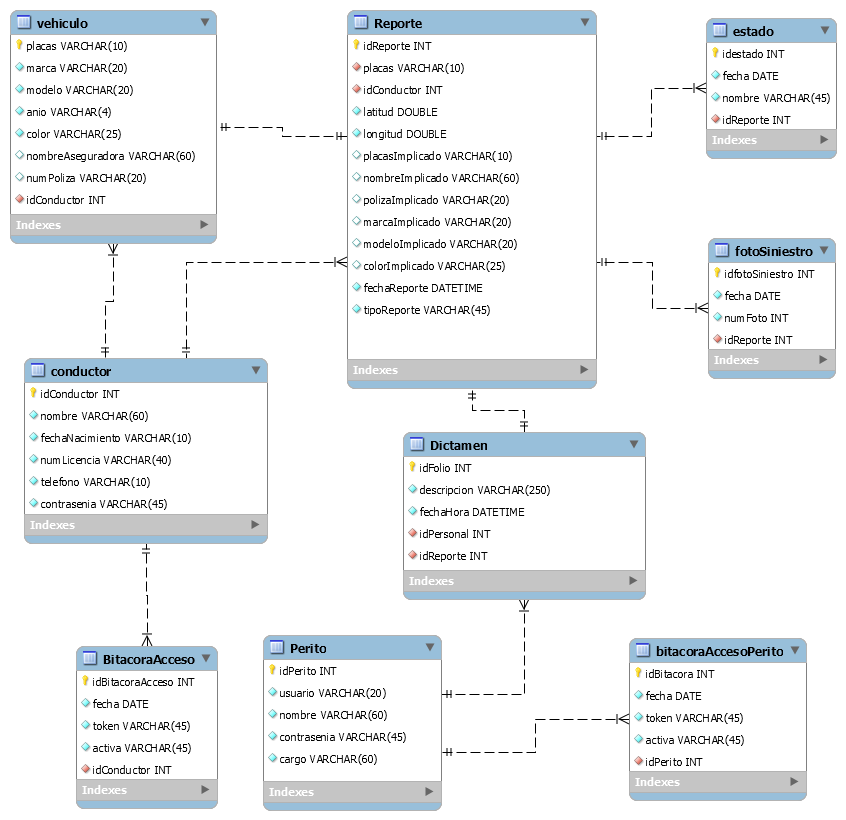 vehiculo
placas VARCHAR(10)
marca VARCHAR(20)
modelo VARCHAR(20)
anio VARCHAR(4)
color VARCHAR(25)
nombreAseguradora VARCHAR(60)
numPoliza VARCHAR(20)
idConductor INT
Indexes
Reporte
idReporte INT
placas VARCHAR(10)
idConductor INT
latitud DOUBLE
longitud DOUBLE
placasImplicado VARCHAR(10)
nombreImplicado VARCHAR(60)
polizaImplicado VARCHAR(20)
marcaImplicado VARCHAR(20)
modeloImplicado VARCHAR(20)
colorImplicado VARCHAR(25)
fechaReporte DATETIME
tipoReporte VARCHAR(45)
Indexes
estado
idestado INT
fecha DATE
nombre VARCHAR(45)
idReporte INT
Indexes
fotoSiniestro
idfotoSiniestro INT
fecha DATE
numFoto INT
idReporte INT
Indexes
conductor
idConductor INT
nombre VARCHAR(60)
fechaNacimiento VARCHAR(10)
numLicencia VARCHAR(40)
telefono VARCHAR(10)
contrasenia VARCHAR(45)
Indexes
Dictamen
idFolio INT
descripcion VARCHAR(250)
fechaHora DATETIME
idPersonal INT
idReporte INT
Indexes
BitacoraAcceso
idBitacoraAcceso INT
fecha DATE
token VARCHAR(45)
activa VARCHAR(45)
idConductor INT
Indexes
Perito
idPerito INT
usuario VARCHAR(20)
nombre VARCHAR(60)
contrasenia VARCHAR(45)
cargo VARCHAR(60)
Indexes
bitacoraAccesoPerito
idBitacora INT
fecha DATE
token VARCHAR(45)
activa VARCHAR(45)
idPerito INT
Indexes